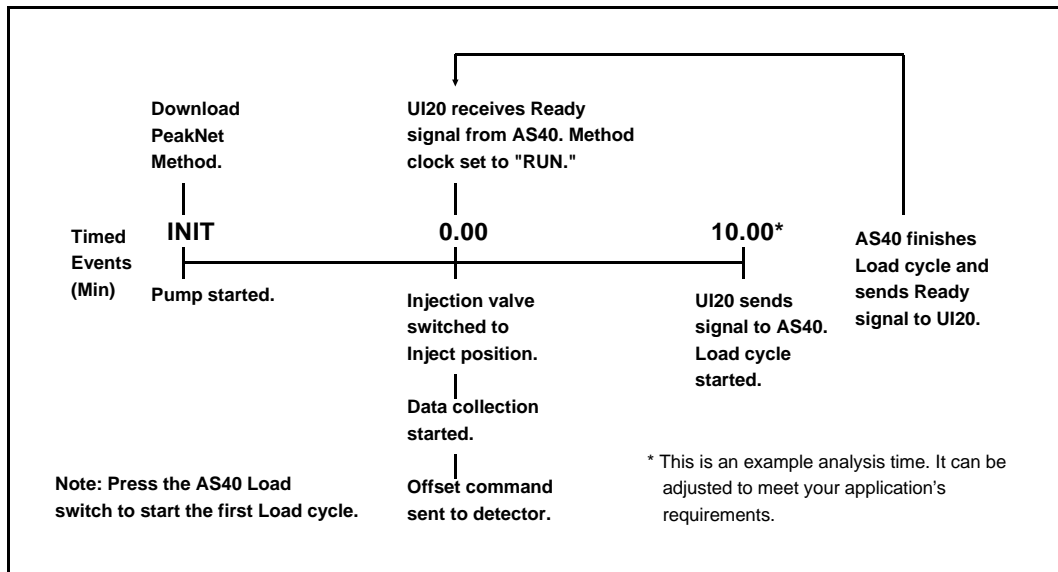 Download
PeakNet
Method.
UI20 receives Ready
signal from AS40. Method
clock set to "RUN."
Timed
Events
(Min)
INIT
0.00
10.00*
Pump started.
Injection valve
switched to
Inject position.
Data collection
started.
Offset command
sent to detector.
UI20 sends
signal to AS40.
Load cycle
started.
AS40 finishes
Load cycle and
sends Ready
signal to UI20.
Note: Press the AS40 Load
switch to start the first Load cycle.
* This is an example analysis time. It can be
adjusted to meet your application's
requirements.